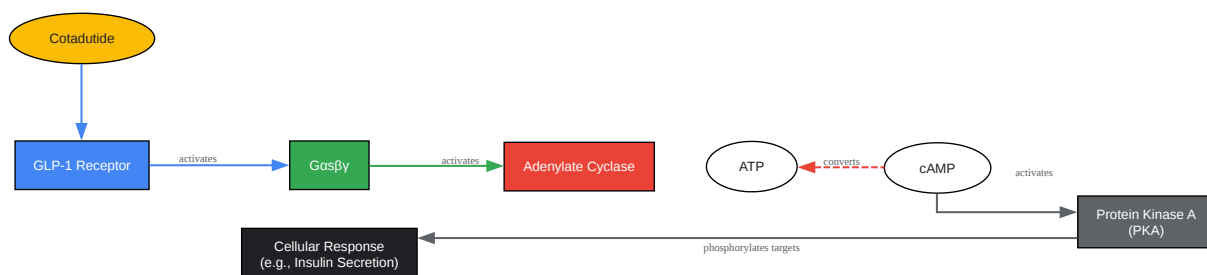 Cotadutide
GLP-1 Receptor
activates
Gαsβγ
activates
Adenylate Cyclase
ATP
converts
cAMP
activates
Protein Kinase A
(PKA)
phosphorylates targets
Cellular Response
(e.g., Insulin Secretion)